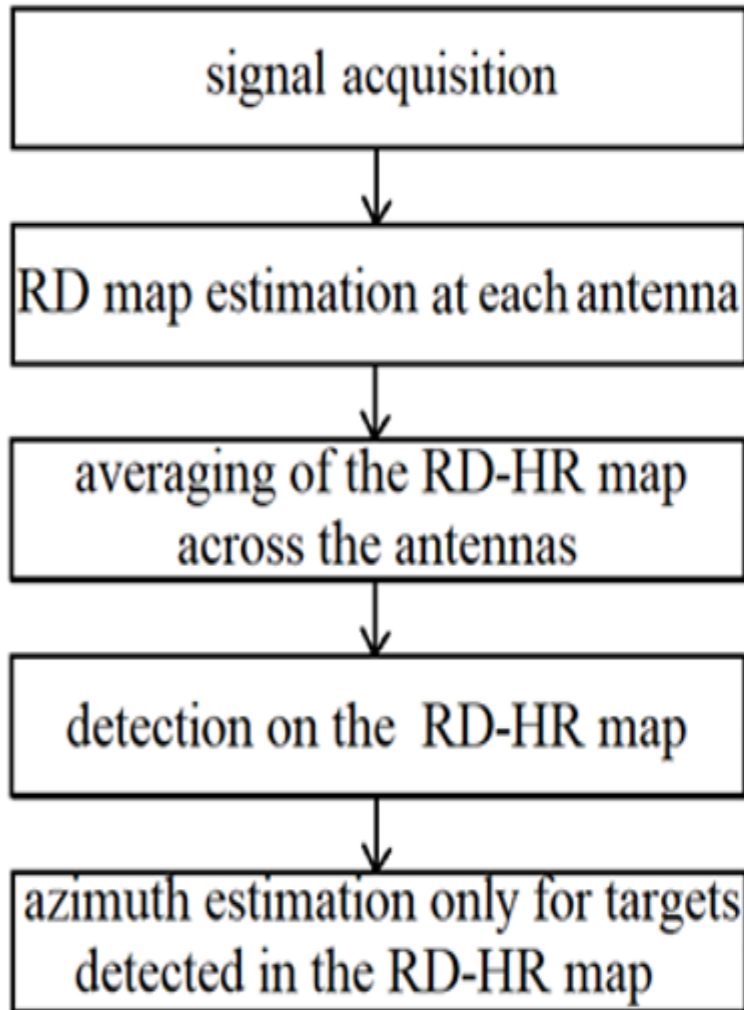 signal acquisition
RD map estimation at each antenna
averaging of the RD-HR map
across the antennas
detection on the RD-HR map
azimuth estimation only for targets
detected in the RD-HR map